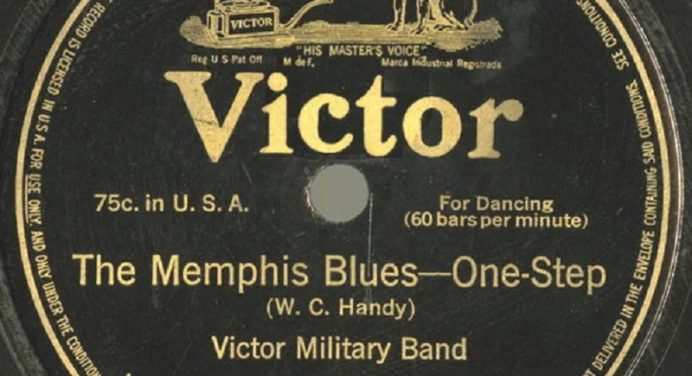 VICTOR
"HIS MASTER'S VOICE"
Reg U S Pat Off M de F. Marca Industrial Registrada
Victor
75c. in U. S. A.
For Dancing
(60 bars per minute)
The Memphis Blues—One-Step
(W. C. Handy)
Victor Military Band
RECORD IS LICENSED IN U.S.A. FOR USE ONLY, AND ONLY UNDER THE
SEE
DELIVERED IN THE ENVELOPE CONTAINING SAID CONDITIONS.